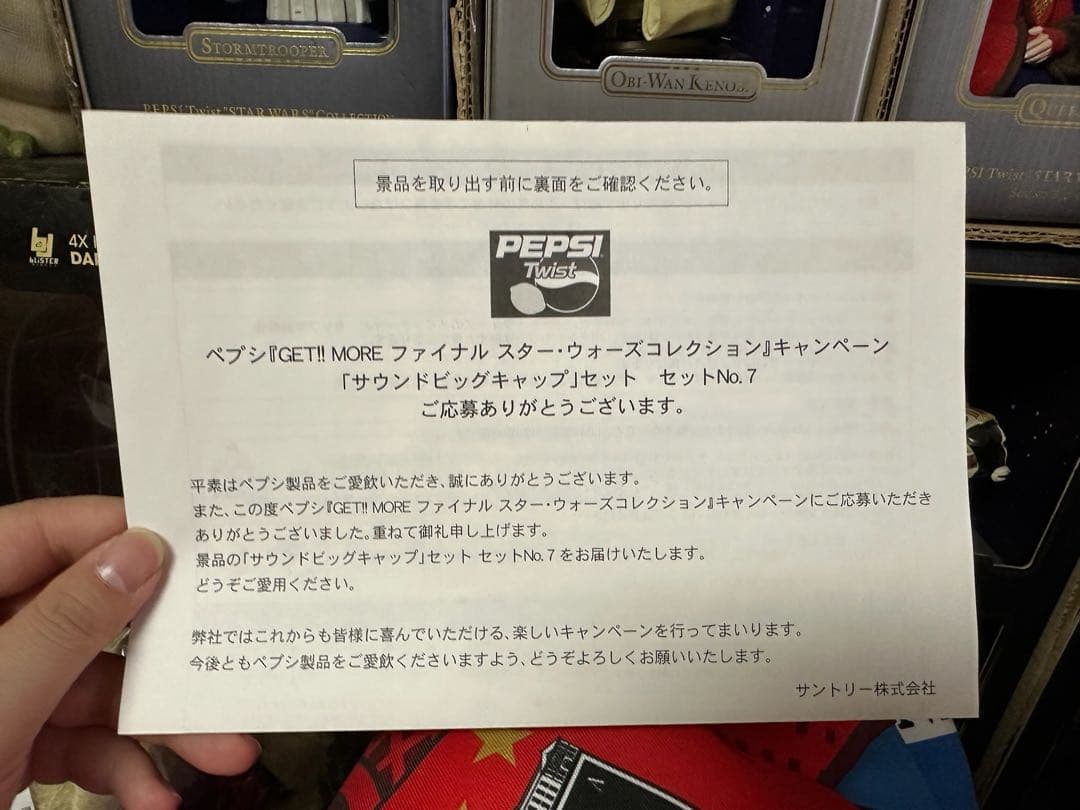 STORMTROOPER
OBI-WAN KENOBI
PEPSI Twist "STAR WARS" COLLECTION
PSI Twist "STAR
4X
BLISTER
景品を取り出す前に裏面をご確認ください。
PEPSI
Twist
ペプシ『GET!! MORE ファイナル スター・ウォーズコレクション』キャンペーン
「サウンドビッグキャップ」セット セットNo.7
ご応募ありがとうございます。
平素はペプシ製品をご愛飲いただき、誠にありがとうございます。
また、この度ペプシ『GET!! MORE ファイナル スター・ウォーズコレクション』キャンペーンにご応募いただき
ありがとうございました。重ねて御礼申し上げます。
景品の「サウンドビッグキャップ」セット セットNo.7 をお届けいたします。
どうぞご愛用ください。
弊社ではこれからも皆様に喜んでいただける、楽しいキャンペーンを行ってまいります。
今後ともペプシ製品をご愛飲くださいますよう、どうぞよろしくお願いいたします。
サントリー株式会社